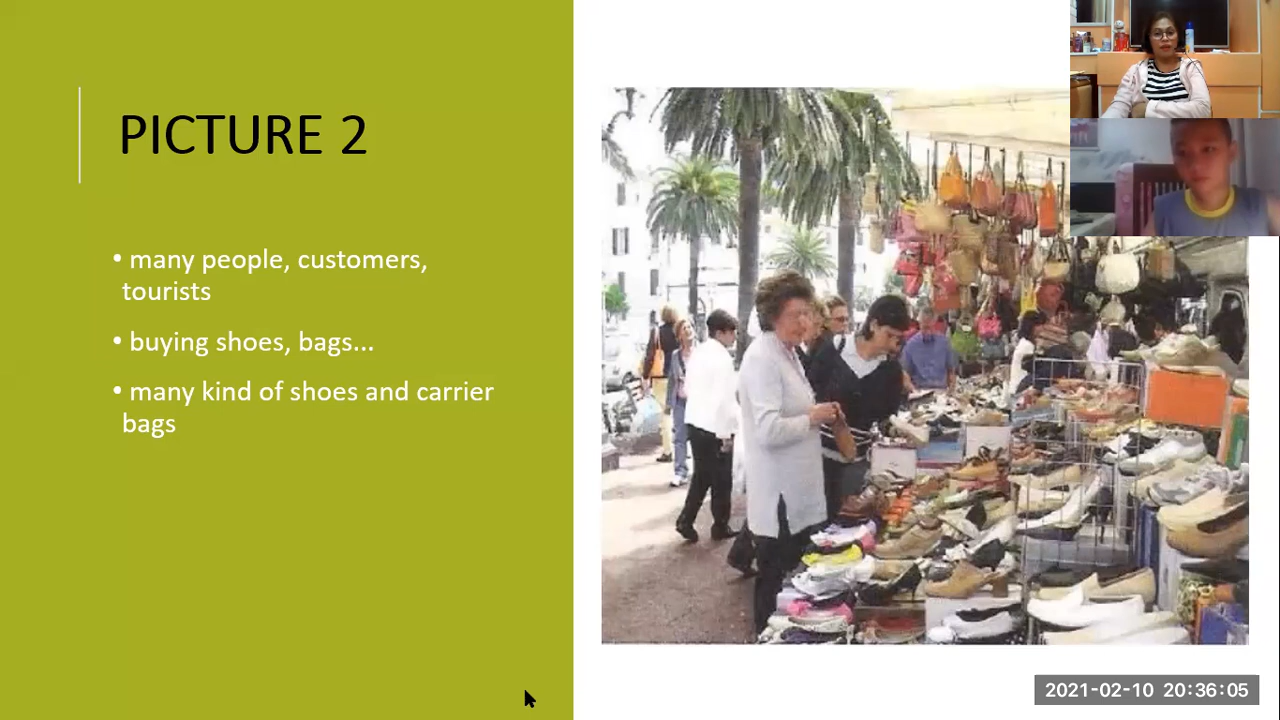 PICTURE 2
• many people, customers,
tourists
• buying shoes, bags...
• many kind of shoes and carrier
bags
2021-02-10 20:36:05